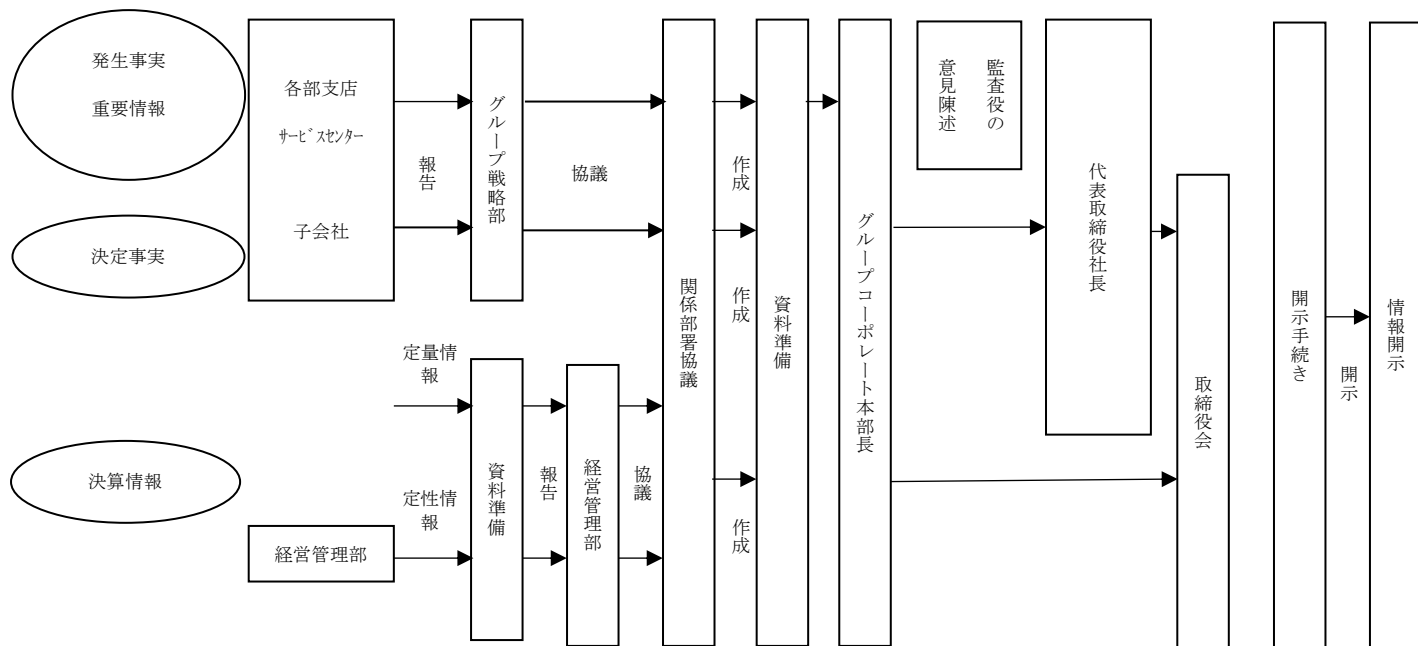 発生事実
重要情報
決定事実
決算情報
各部支店
ｻｰﾋﾞｽｾﾝﾀｰ
子会社
経営管理部
報告
定量情
報
定性情
報
グループ戦略部
資料準備
協議
報告
経営管理部
協議
関係部署協議
作成
作成
作成
資料準備
グループコーポレート本部長
監査役の
意見陳述
代表取締役社長
取締役会
開示手続き
開示
情報開示